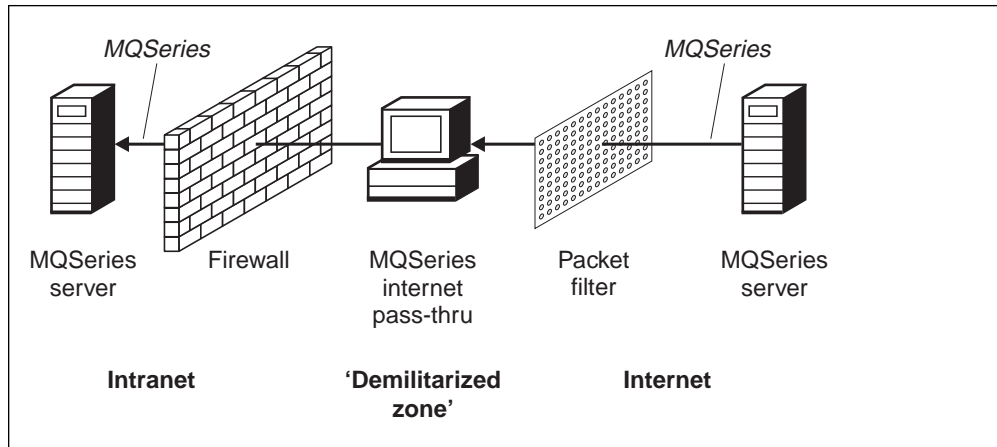 MQSeries
MQSeries
MQSeries
server
Firewall
MQSeries
internet
pass-thru
Packet
filter
MQSeries
server
Intranet
‘Demilitarized
zone’
Internet